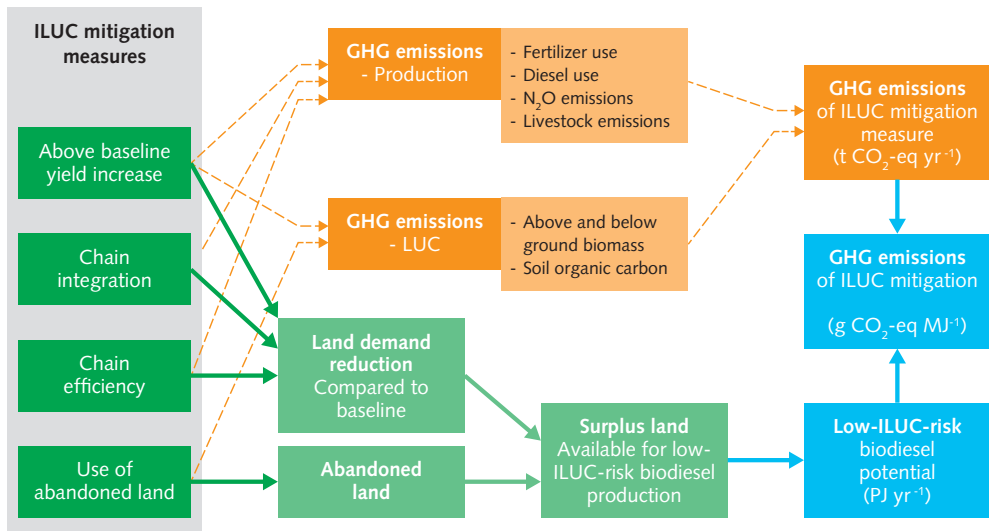 ILUC mitigation
measures
Above baseline
yield increase
Chain
integration
Chain
efficiency
Use of
abandoned land
GHG emissions
- Production
- Fertilizer use
- Diesel use
- N₂O emissions
- Livestock emissions
GHG emissions
- LUC
- Above and below
ground biomass
- Soil organic carbon
Land demand
reduction
Compared to
baseline
Abandoned
land
Surplus land
Available for low-
ILUC-risk biodiesel
production
GHG emissions
of ILUC mitigation
measure
(t CO₂-eq yr⁻¹)
GHG emissions
of ILUC mitigation
(g CO₂-eq MJ⁻¹)
Low-ILUC-risk
biodiesel
potential
(PJ yr⁻¹)